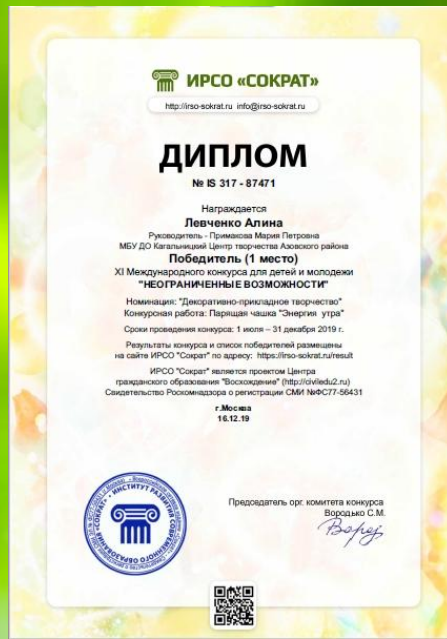 ИРСО «СОКРАТ»
http://irso-sokrat.ru info@irso-sokrat.ru
ДИПЛОМ
№ IS 317 - 87471
Награждается
Левченко Алина
Руководитель - Примакова Мария Петровна
МБУ ДО Кагальницкий Центр творчества Азовского района
Победитель (1 место)
XI Международного конкурса для детей и молодежи
"НЕОГРАНИЧЕННЫЕ ВОЗМОЖНОСТИ"
Номинация: "Декоративно-прикладное творчество"
Конкурсная работа: Парящая чашка "Энергия утра"
Сроки проведения конкурса: 1 июля – 31 декабря 2019 г.
Результаты конкурса и список победителей размещены
на сайте ИРСО "Сократ" по адресу: https://irso-sokrat.ru/result
ИРСО "Сократ" является проектом Центра
гражданского образования "Восхождение" (http://civiledu2.ru)
Свидетельство Роскомнадзора о регистрации СМИ №ФС77-56431
г.Москва
16.12.19
Председатель орг. комитета конкурса
Вородько С.М.
ИНСТИТУТ РАЗВИТИЯ СОВРЕМЕННОГО ОБРАЗОВАНИЯ «СОКРАТ»